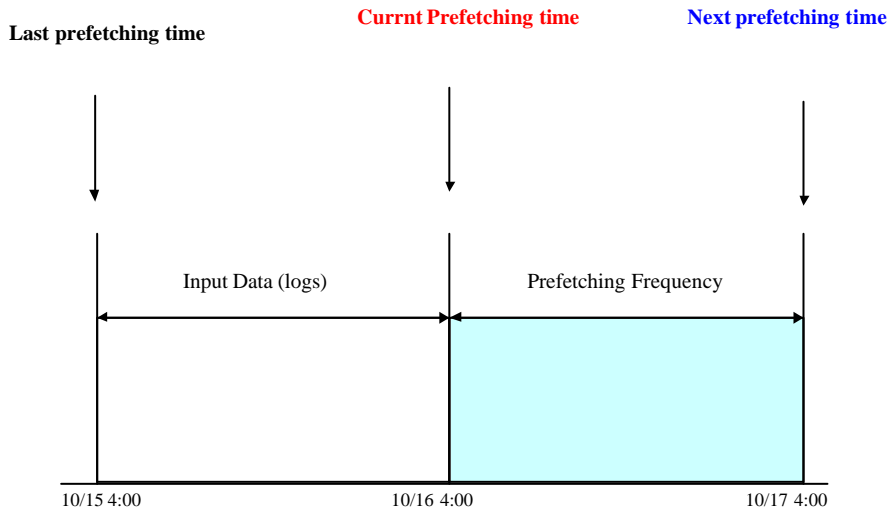 Last prefetching time
Currnt Prefetching time
Next prefetching time
Input Data (logs)
Prefetching Frequency
10/15 4:00
10/16 4:00
10/17 4:00